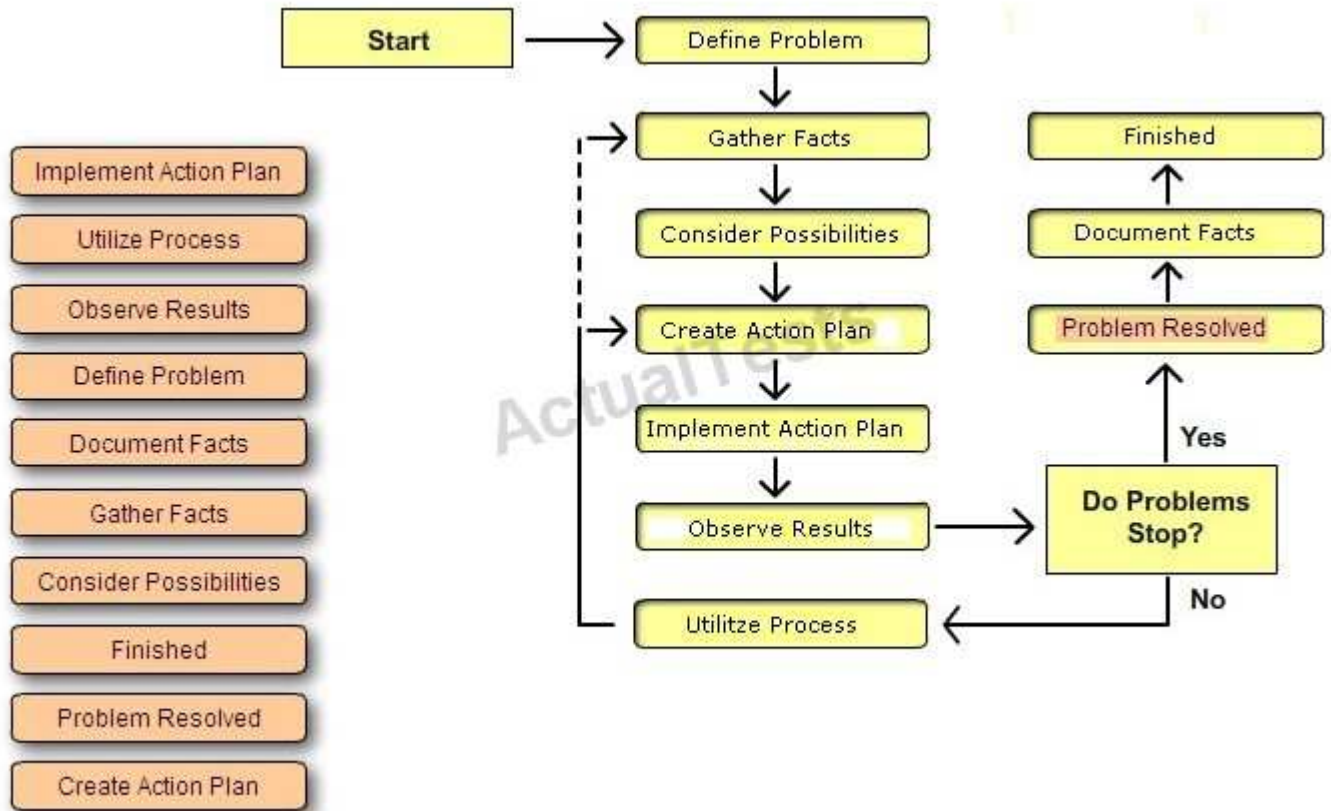 Start
Define Problem
Gather Facts
Finished
Implement Action Plan
Utilize Process
Consider Possibilities
Document Facts
Observe Results
Create Action Plan
Problem Resolved
Define Problem
ActualTests
Document Facts
Implement Action Plan
Yes
Gather Facts
Observe Results
Do Problems
Stop?
Consider Possibilities
No
Finished
Utilitze Process
Problem Resolved
Create Action Plan